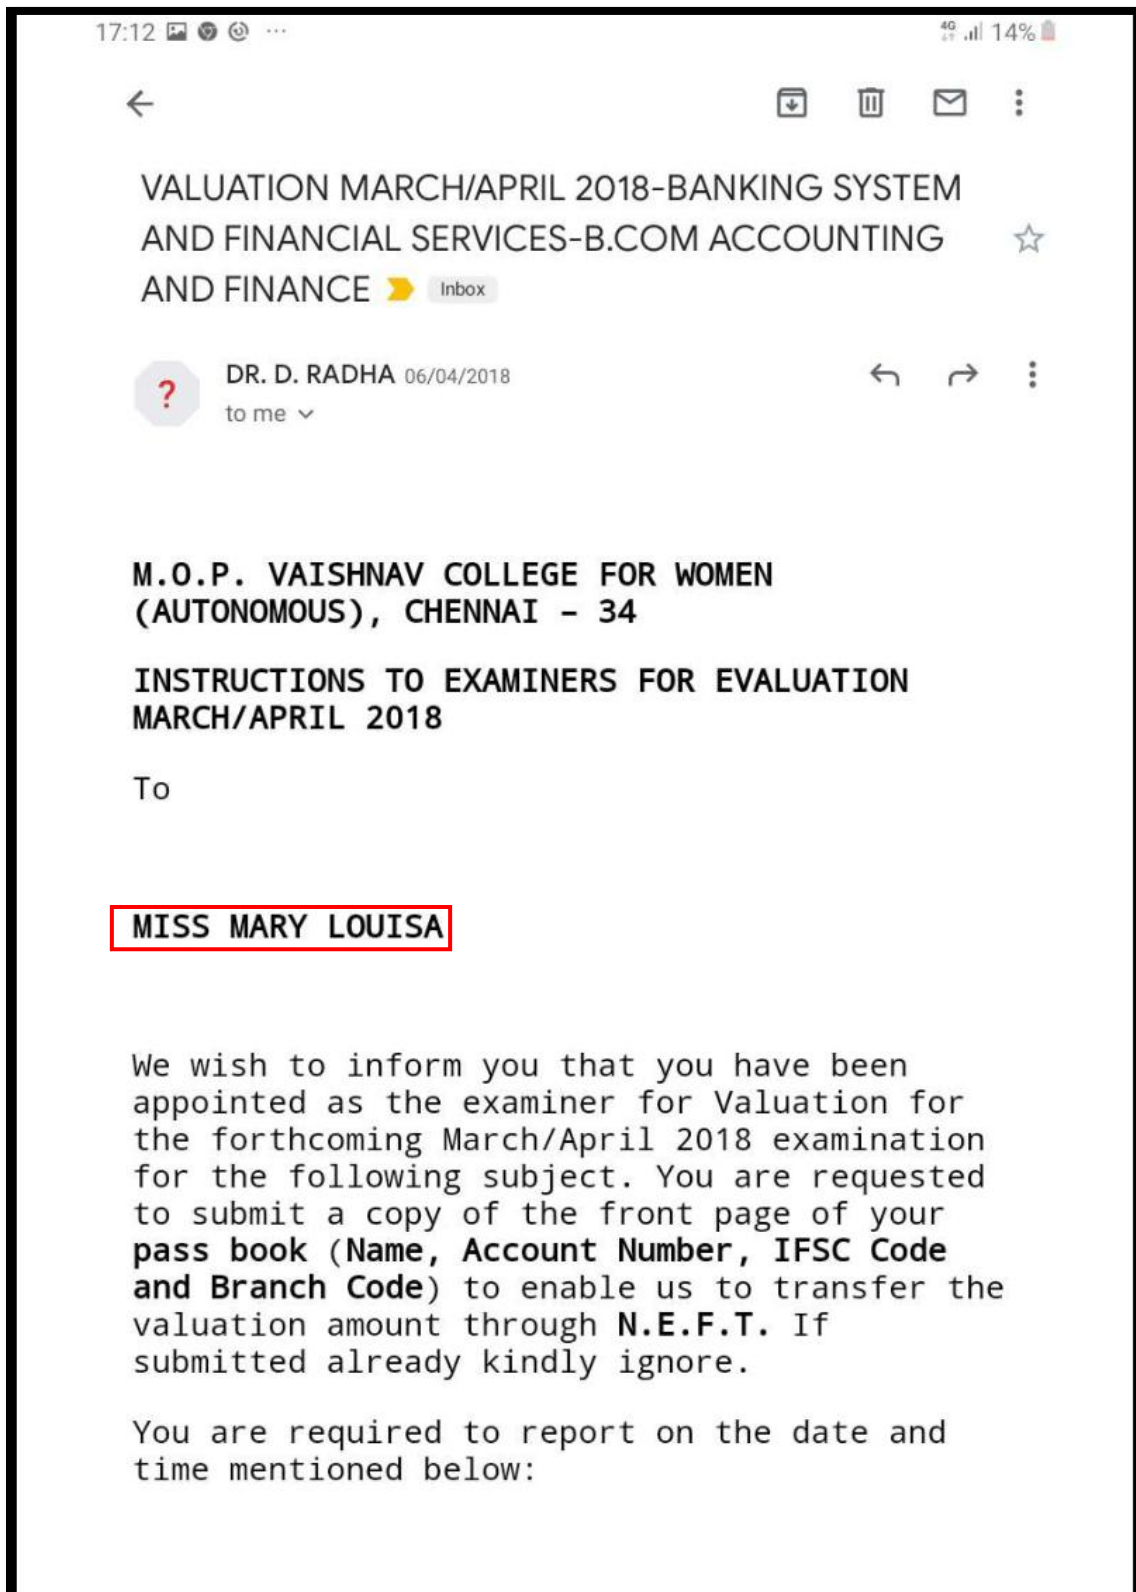 17:12 ... 4G 14%
VALUATION MARCH/APRIL 2018-BANKING SYSTEM
AND FINANCIAL SERVICES-B.COM ACCOUNTING
AND FINANCE Inbox
? DR. D. RADHA 06/04/2018
to me
M.O.P. VAISHNAV COLLEGE FOR WOMEN
(AUTONOMOUS), CHENNAI – 34
INSTRUCTIONS TO EXAMINERS FOR EVALUATION
MARCH/APRIL 2018
To
MISS MARY LOUISA
We wish to inform you that you have been
appointed as the examiner for Valuation for
the forthcoming March/April 2018 examination
for the following subject. You are requested
to submit a copy of the front page of your
pass book (Name, Account Number, IFSC Code
and Branch Code) to enable us to transfer the
valuation amount through N.E.F.T. If
submitted already kindly ignore.
You are required to report on the date and
time mentioned below: